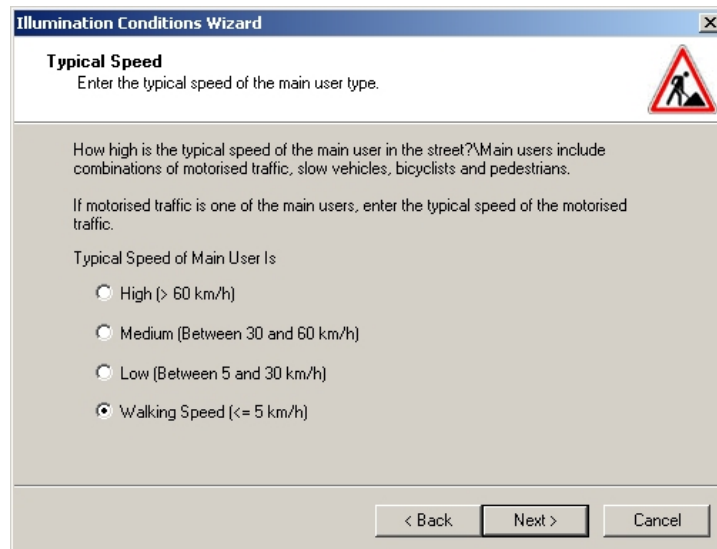 Illumination Conditions Wizard
Typical Speed
Enter the typical speed of the main user type.
How high is the typical speed of the main user in the street?\Main users include
combinations of motorised traffic, slow vehicles, bicyclists and pedestrians.
If motorised traffic is one of the main users, enter the typical speed of the motorised
traffic.
Typical Speed of Main User Is
High (> 60 km/h)
Medium (Between 30 and 60 km/h)
Low (Between 5 and 30 km/h)
Walking Speed (<= 5 km/h)
< Back Next > Cancel